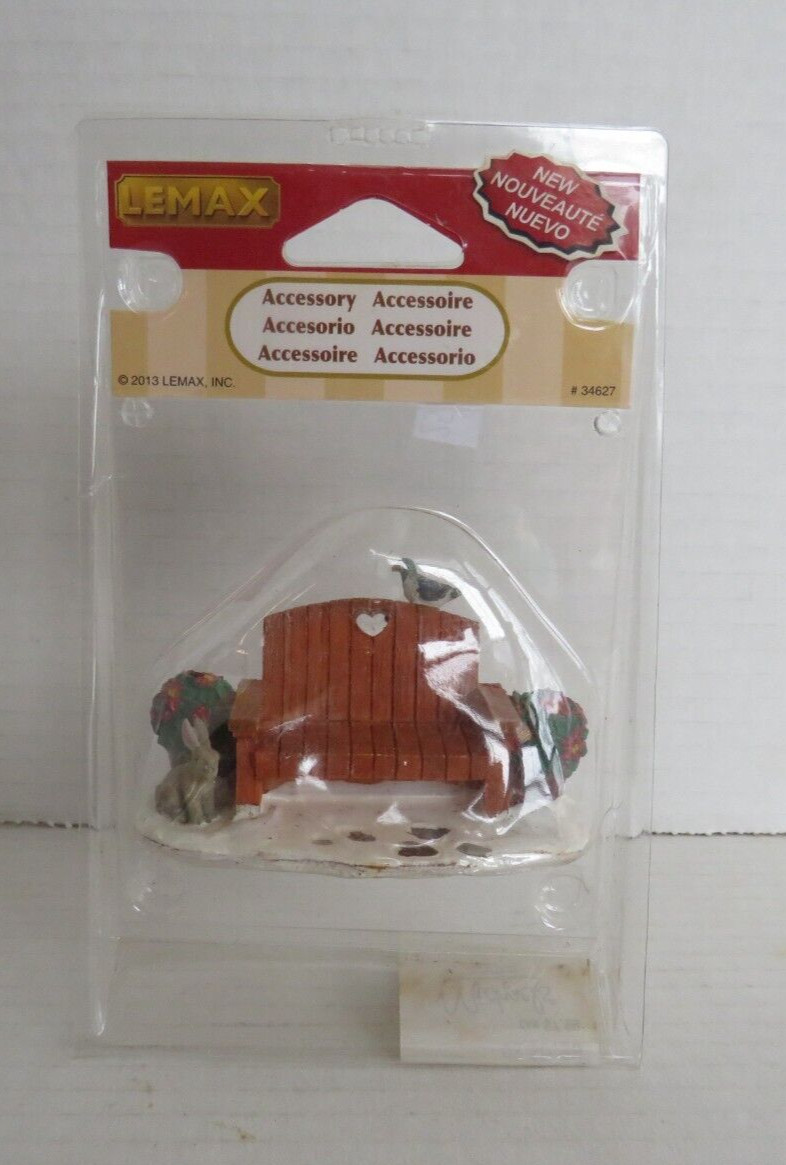 LEMAX
NEW
NOUVEAUTÉ
NUEVO
Accessory Accessoire
Accesorio Accessoire
Accessoire Accessorio
© 2013 LEMAX, INC.
# 34627